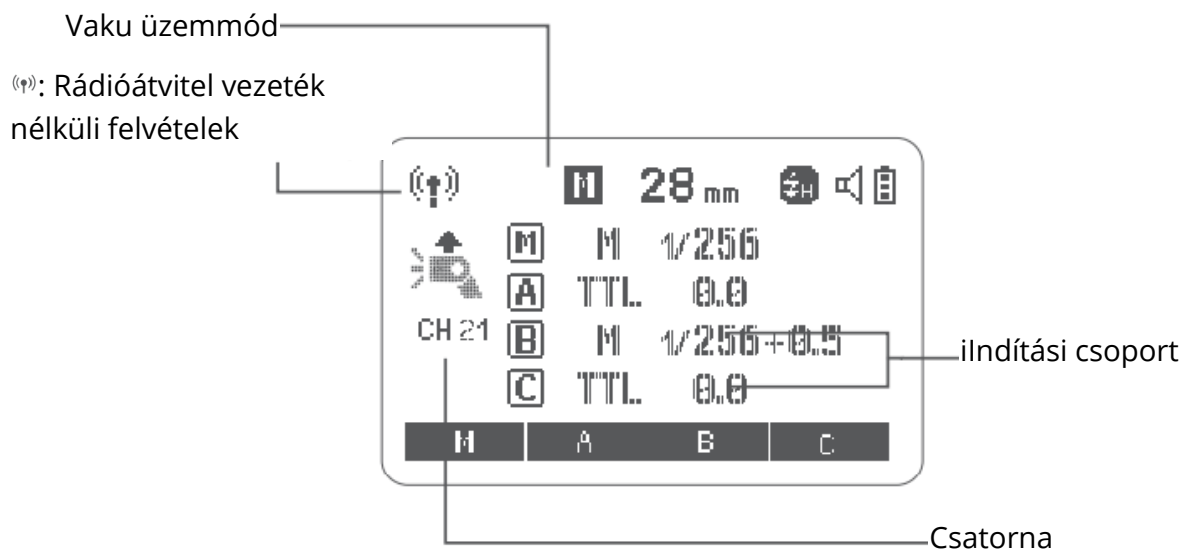 Vaku üzemmód
: Rádióátvitel vezeték
nélküli felvételek
M 28 mm H
M M 1/256
A TTL 0.0
CH 21
B M 1/256+0.5
ilndítási csoport
C TTL 0.0
M A B C
Csatorna